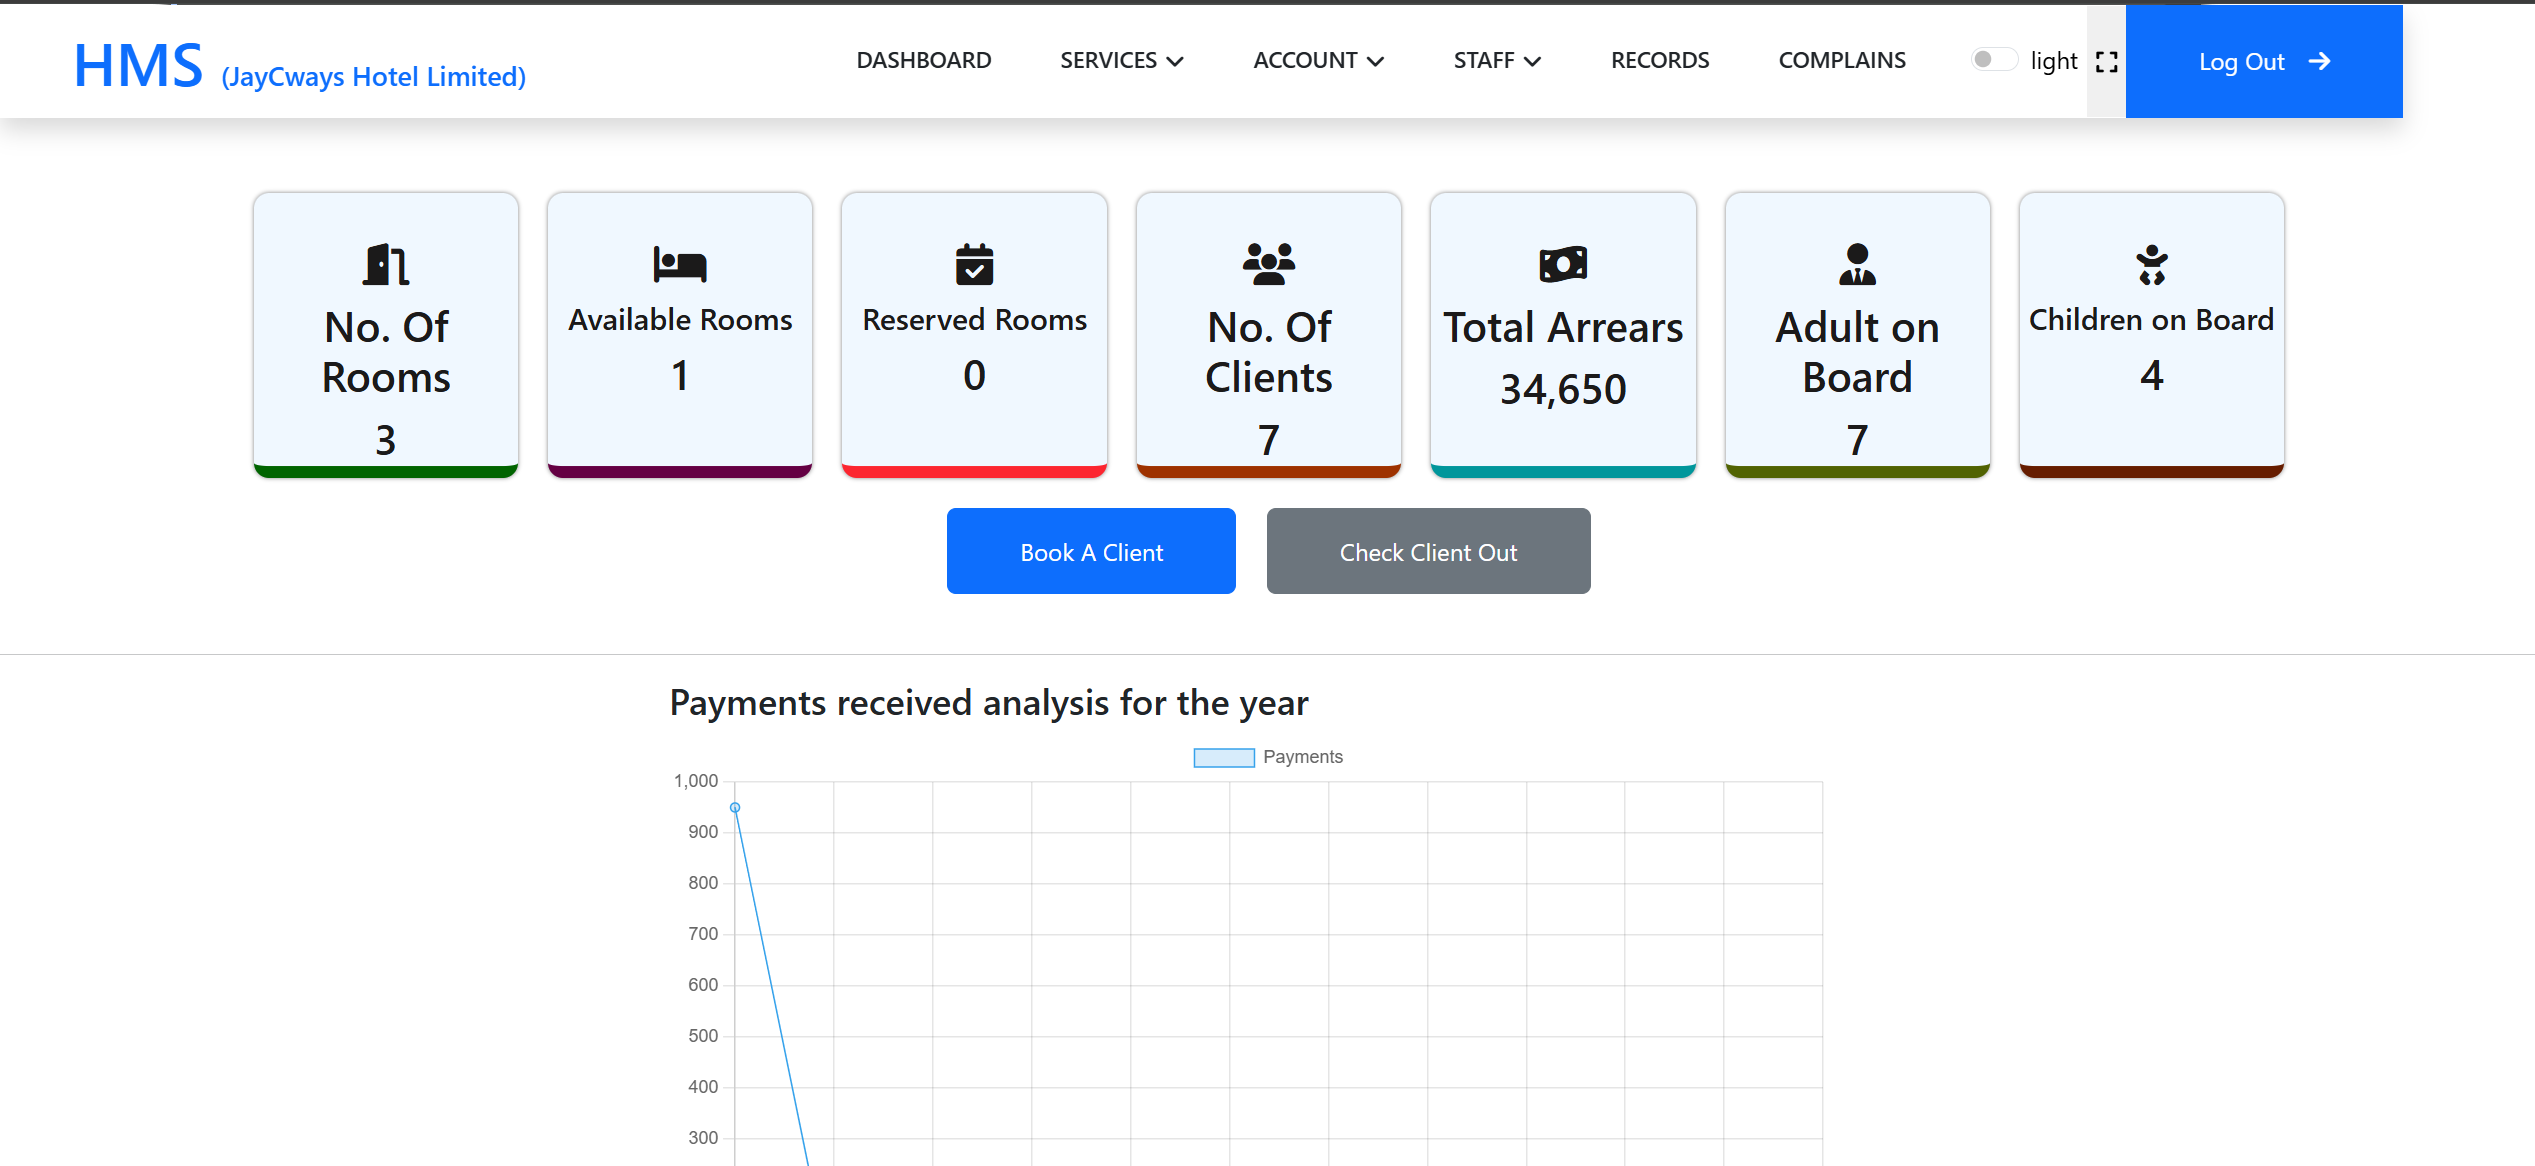 HMS (JayCways Hotel Limited)
DASHBOARD
SERVICES
ACCOUNT
STAFF
RECORDS
COMPLAINS
light
Log Out
No. Of
Rooms
3
Available Rooms
1
Reserved Rooms
0
No. Of
Clients
7
Total Arrears
34,650
Adult on
Board
7
Children on Board
4
Book A Client
Check Client Out
Payments received analysis for the year
Payments
1,000
900
800
700
600
500
400
300